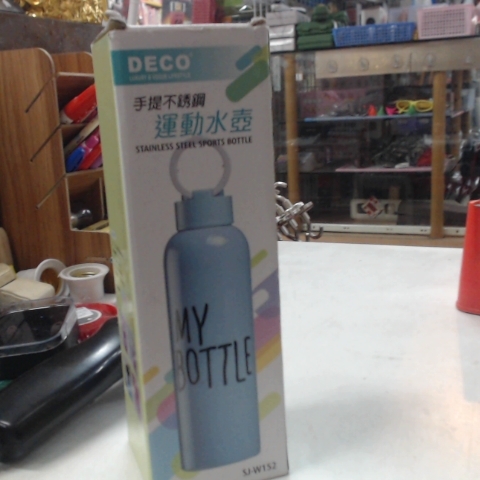 DECO
手提不銹鋼
運動水壺
STAINLESS STEEL SPORTS BOTTLE
MY
BOTTLE
SJ-W152